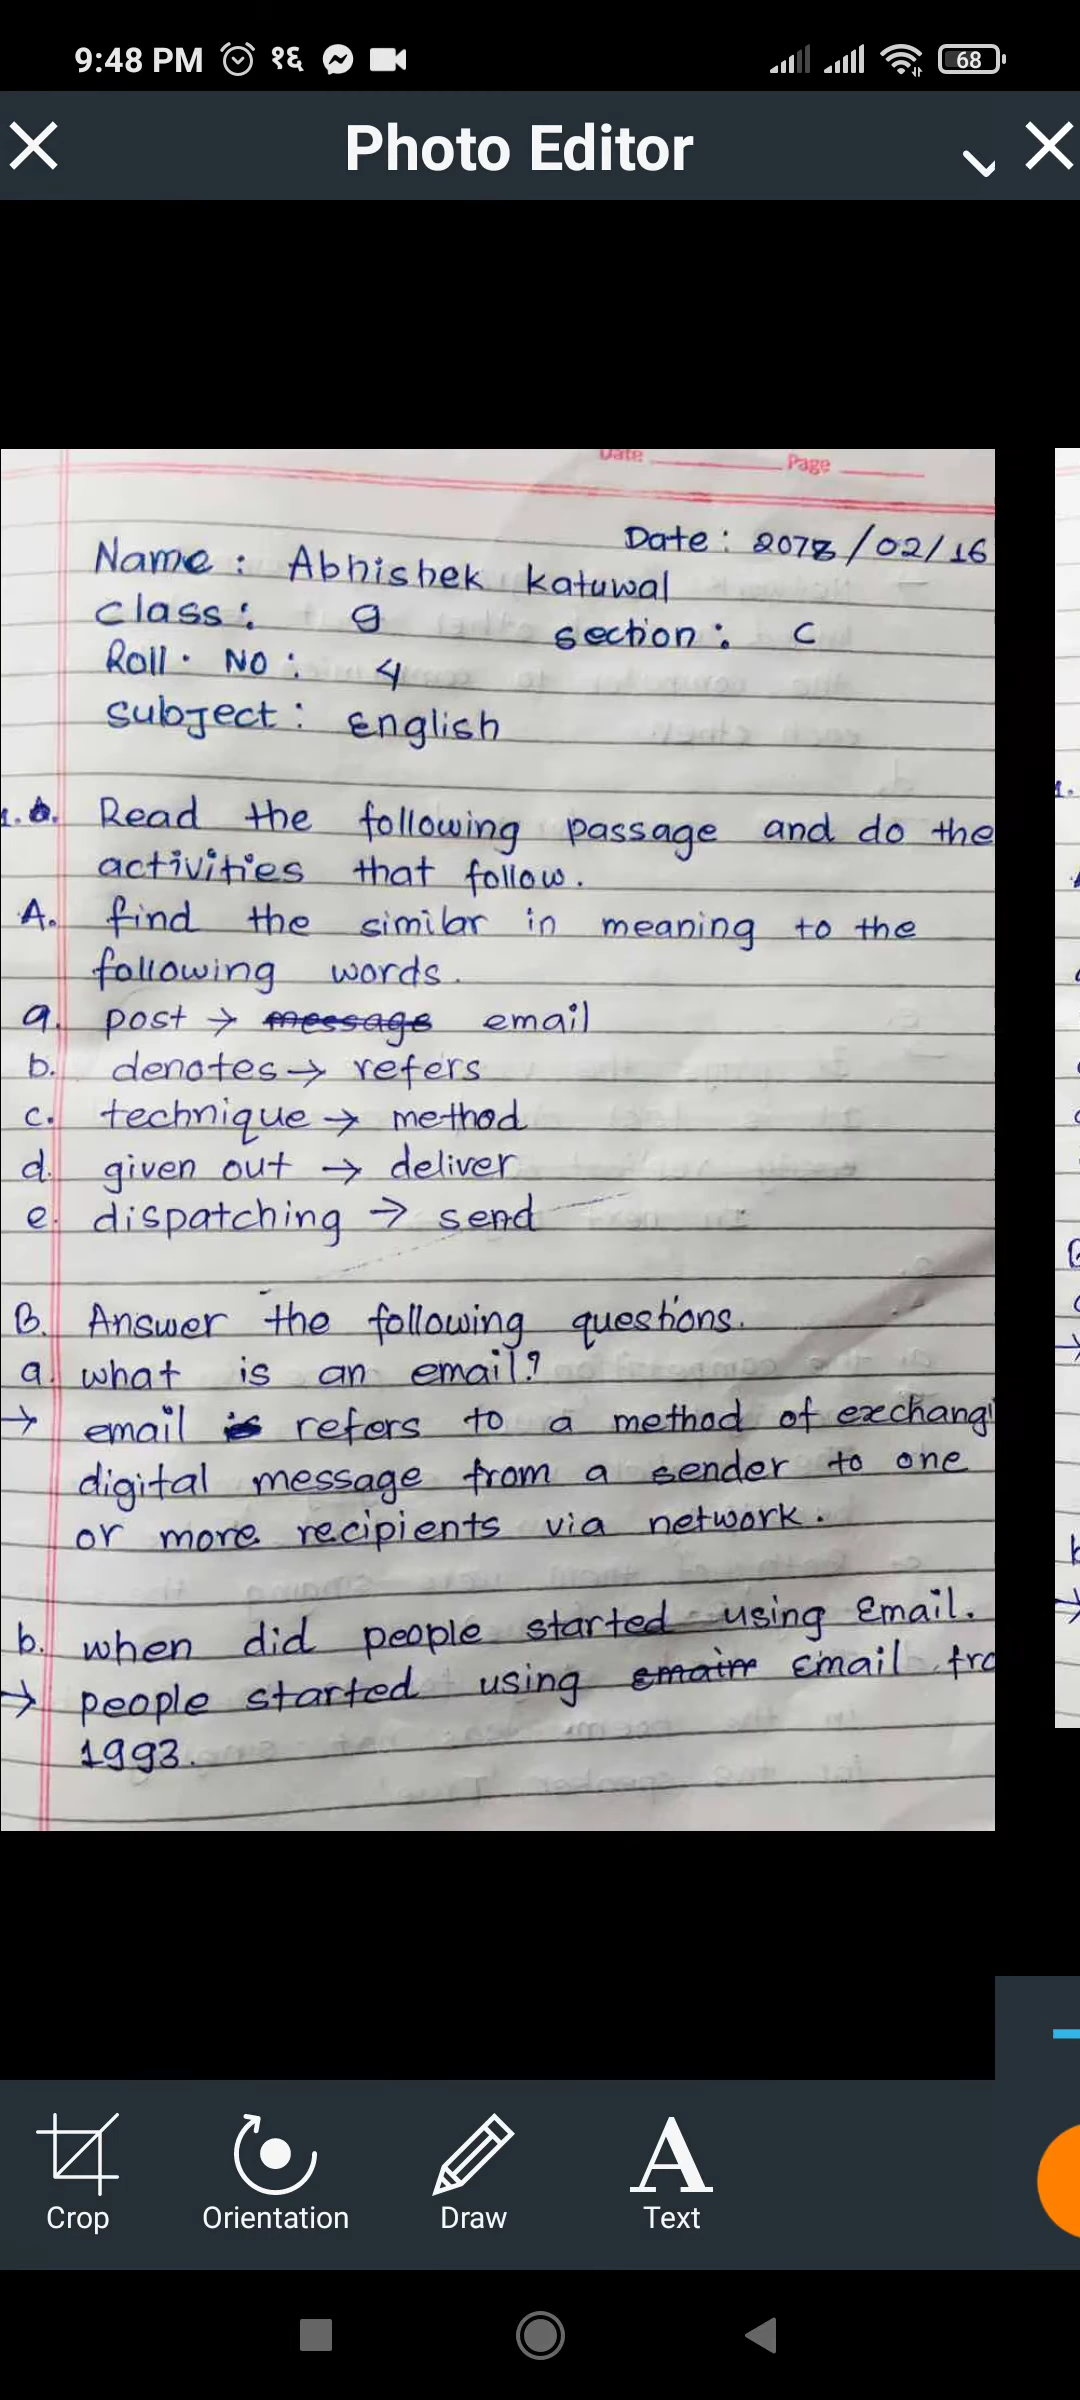 9:48 PM १६ 68
Photo Editor
Date Page
Date : 2078/02/16
Name : Abhishek Katuwal
class : 9 section : C
Roll. No : 4
subject : English
1. Read the following passage and do the
activities that follow.
A. find the similar in meaning to the
following words.
a. post → message email
b. denotes → refers
c. technique → method
d. given out → deliver
e. dispatching → send
B. Answer the following questions.
a. what is an email?
→ email is refers to a method of exchangi
digital message from a sender to one
or more recipients via network.
b. when did people started using Email.
→ people started using Email fro
1993.
Crop Orientation Draw Text